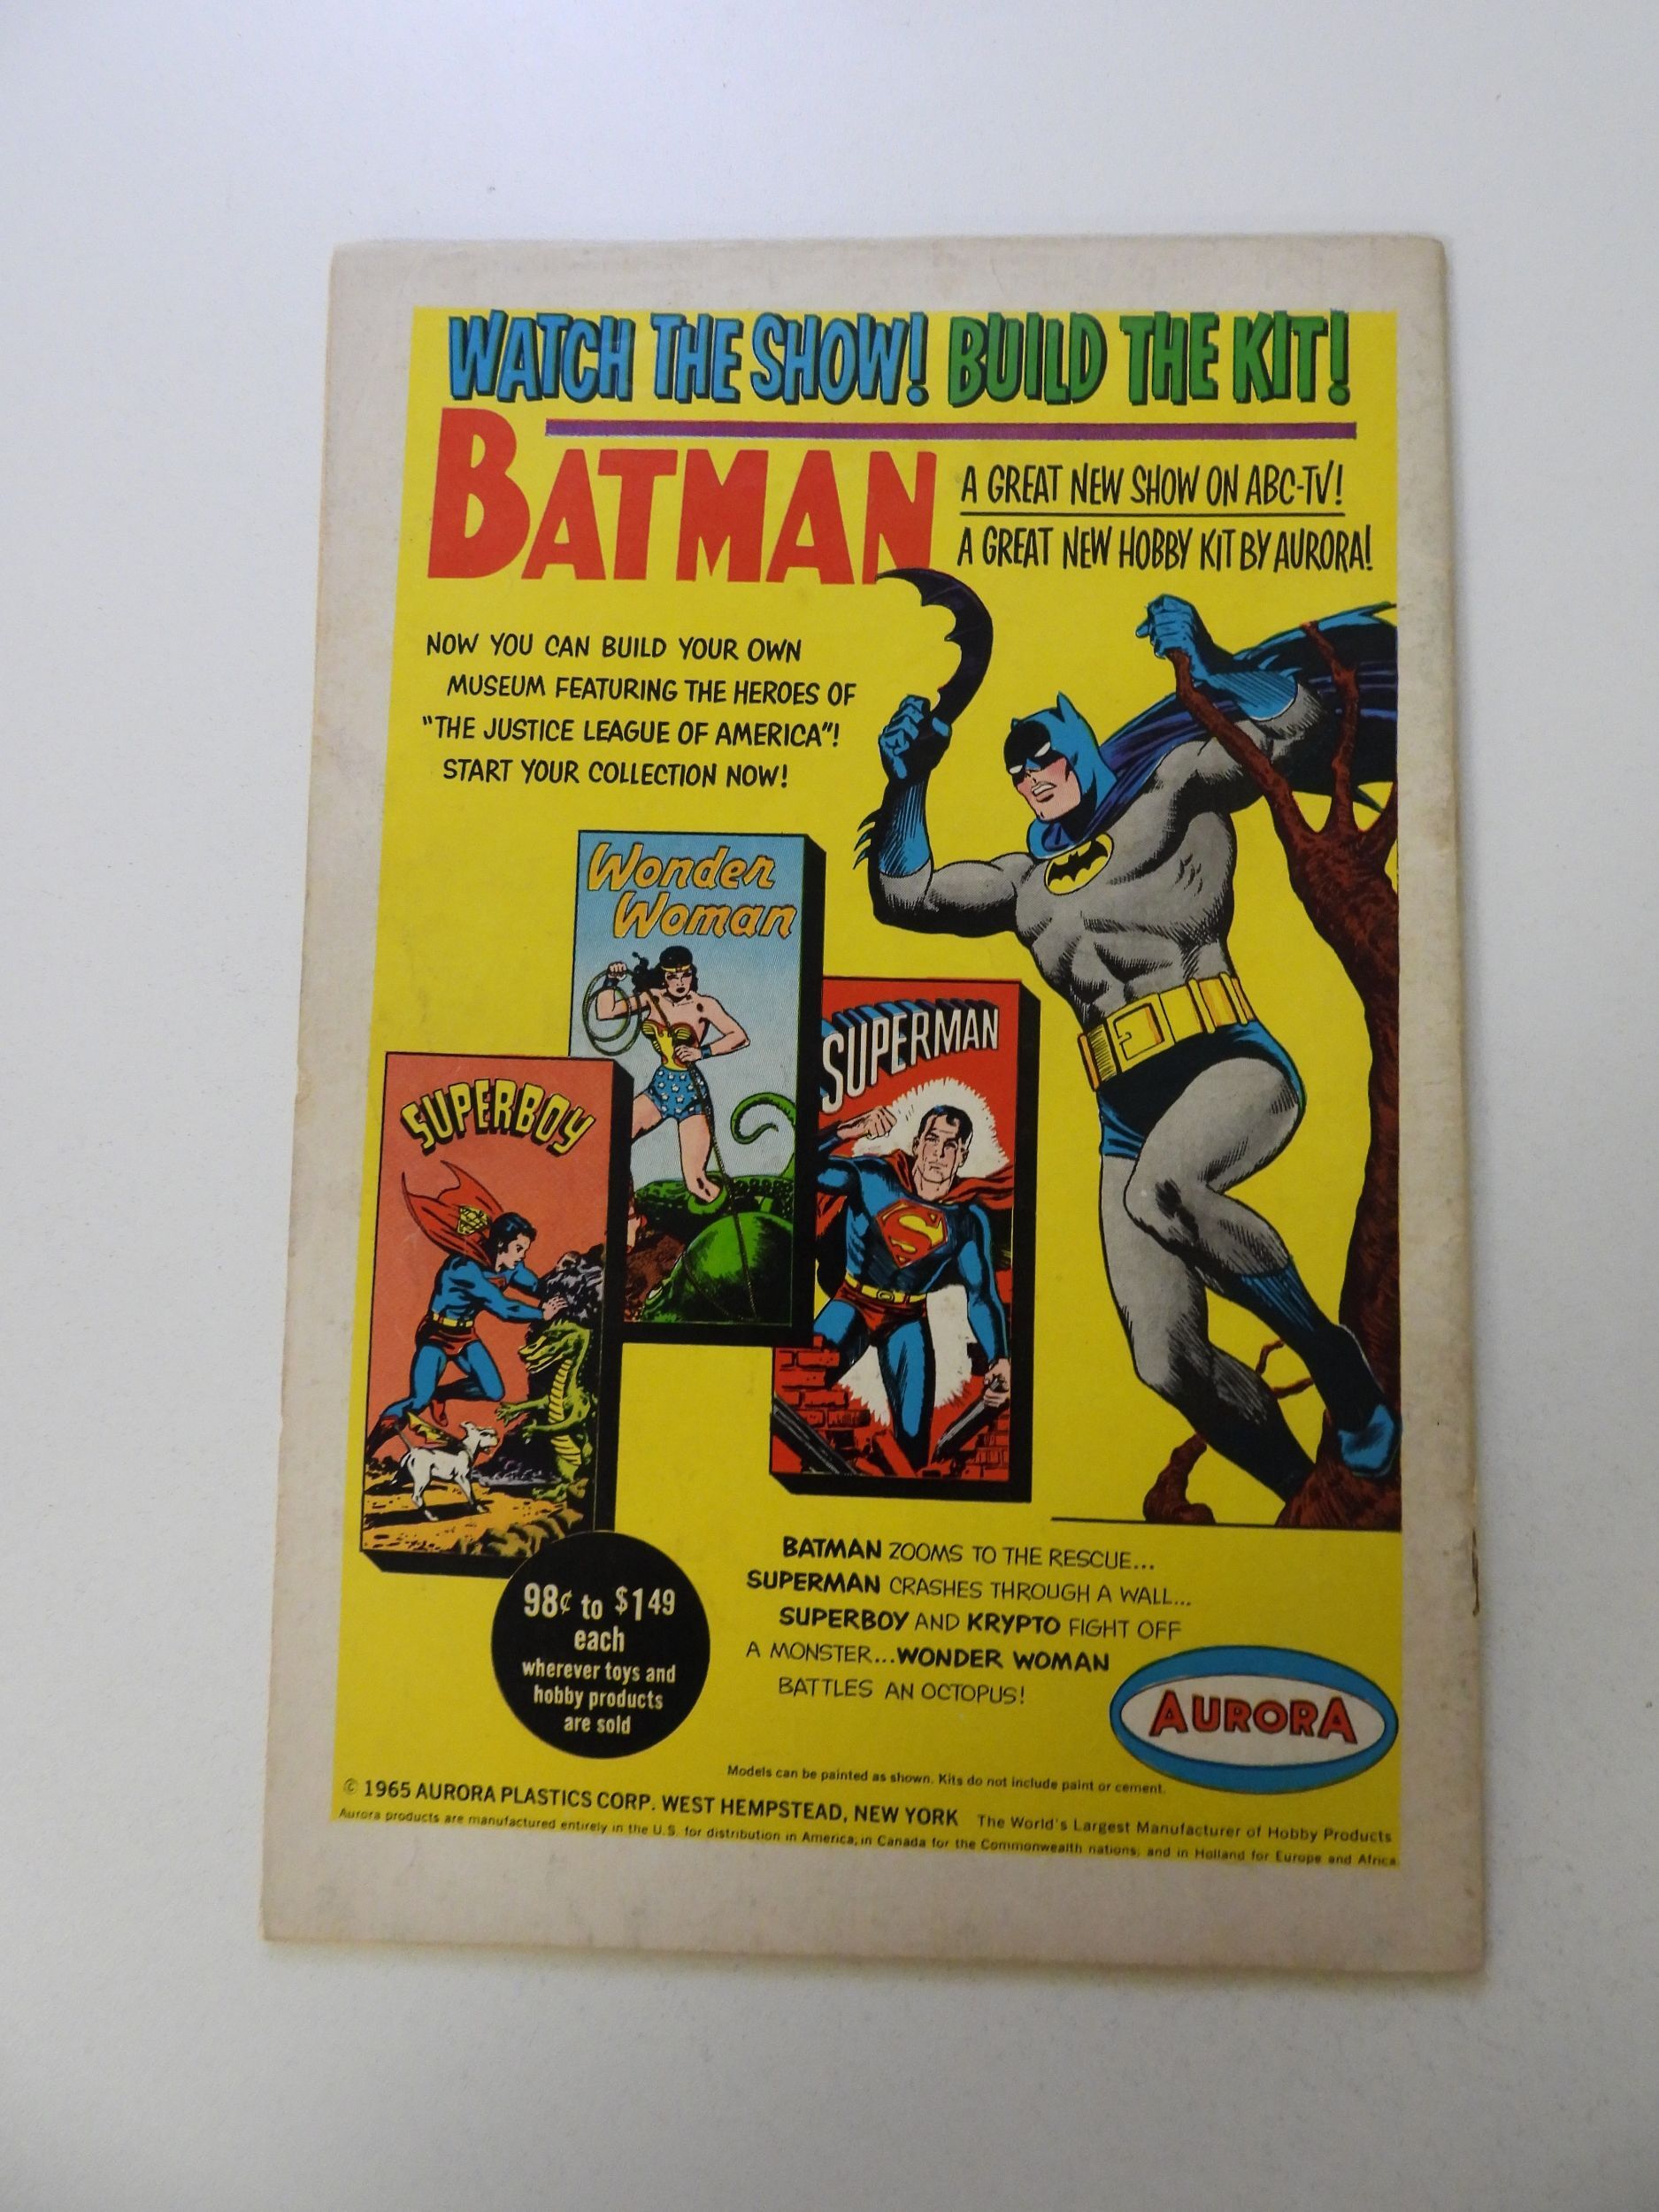 WATCH THE SHOW! BUILD THE KIT!
BATMAN
A GREAT NEW SHOW ON ABC-TV!
A GREAT NEW HOBBY KIT BY AURORA!
NOW YOU CAN BUILD YOUR OWN
MUSEUM FEATURING THE HEROES OF
"THE JUSTICE LEAGUE OF AMERICA"!
START YOUR COLLECTION NOW!
Wonder
Woman
SUPERMAN
S
SUPERBOY
98¢ to $1.49
each
wherever toys and
hobby products
are sold
BATMAN ZOOMS TO THE RESCUE...
SUPERMAN CRASHES THROUGH A WALL...
SUPERBOY AND KRYPTO FIGHT OFF
A MONSTER...WONDER WOMAN
BATTLES AN OCTOPUS!
AURORA
Models can be painted as shown. Kits do not include paint or cement.
© 1965 AURORA PLASTICS CORP. WEST HEMPSTEAD, NEW YORK The World's Largest Manufacturer of Hobby Products
Aurora products are manufactured entirely in the U.S. for distribution in America; in Canada for the Commonwealth nations; and in Holland for Europe and Africa